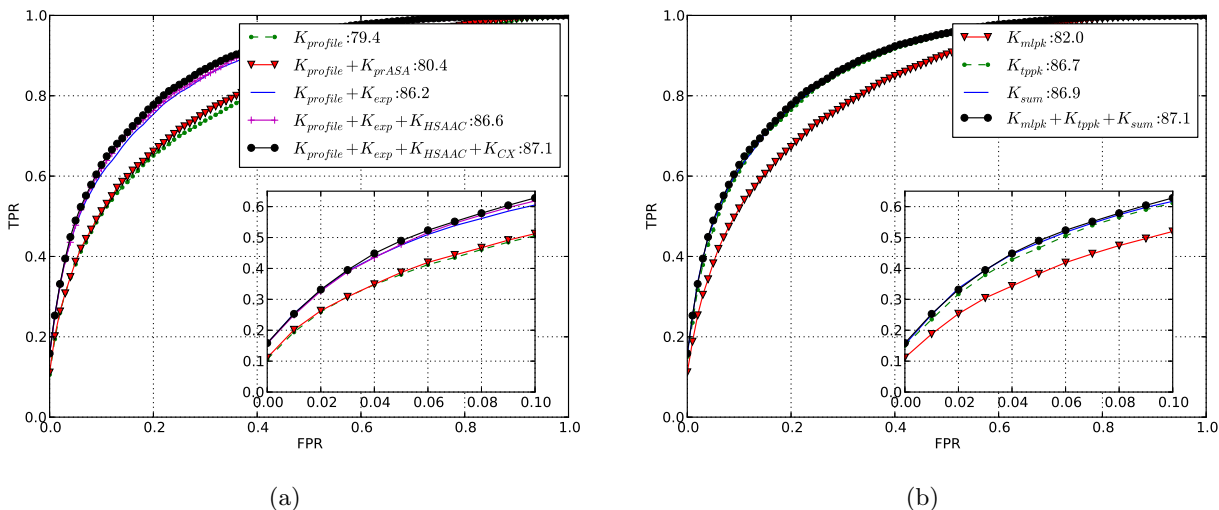 1.0
0.8
0.6
0.4
0.2
0.0
TPR
K_profile:79.4
K_profile + K_prASA:80.4
K_profile + K_exp:86.2
K_profile + K_exp + K_HSAAC:86.6
K_profile + K_exp + K_HSAAC + K_CX:87.1
0.6
0.5
0.4
0.3
0.2
0.1
0.0
0.00 0.02 0.04 0.06 0.08 0.10
0.0 0.2 0.4 0.6 0.8 1.0
FPR
(a)
1.0
0.8
0.6
0.4
0.2
0.0
TPR
K_mlpk:82.0
K_tppk:86.7
K_sum:86.9
K_mlpk + K_tppk + K_sum:87.1
0.6
0.5
0.4
0.3
0.2
0.1
0.0
0.00 0.02 0.04 0.06 0.08 0.10
0.0 0.2 0.4 0.6 0.8 1.0
FPR
(b)